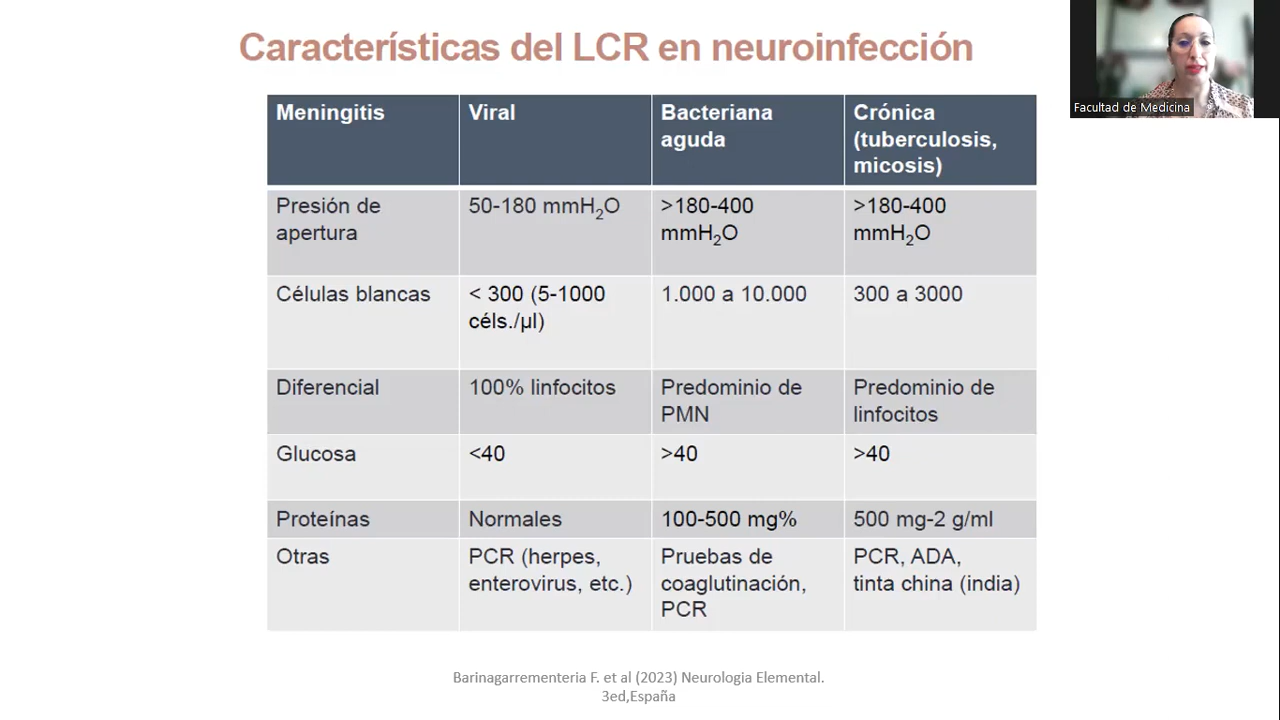 Características del LCR en neuroinfección
Facultad de Medicina
Meningitis
Viral
Bacteriana
aguda
Crónica
(tuberculosis,
micosis)
Presión de
apertura
50-180 mmH₂O
>180-400
mmH₂O
>180-400
mmH₂O
Células blancas
< 300 (5-1000
céls./µl)
1.000 a 10.000
300 a 3000
Diferencial
100% linfocitos
Predominio de
PMN
Predominio de
linfocitos
Glucosa
<40
>40
>40
Proteínas
Normales
100-500 mg%
500 mg-2 g/ml
Otras
PCR (herpes,
enterovirus, etc.)
Pruebas de
coaglutinación,
PCR
PCR, ADA,
tinta china (india)
Barinagarrementeria F. et al (2023) Neurologia Elemental.
3ed,España